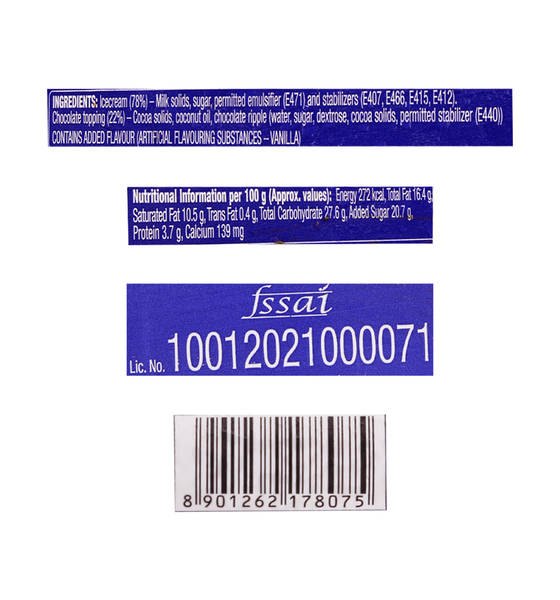 INGREDIENTS: Icecream (78%) – Milk solids, sugar, permitted emulsifier (E471) and stabilizers (E407, E466, E415, E412).
Chocolate topping (22%) – Cocoa solids, coconut oil, chocolate ripple (water, sugar, dextrose, cocoa solids, permitted stabilizer (E440))
CONTAINS ADDED FLAVOUR (ARTIFICIAL FLAVOURING SUBSTANCES – VANILLA)
Nutritional Information per 100 g (Approx. values): Energy 272 kcal, Total Fat 16.4 g,
Saturated Fat 10.5 g, Trans Fat 0.4 g, Total Carbohydrate 27.6 g, Added Sugar 20.7 g,
Protein 3.7 g, Calcium 139 mg
fssai
Lic. No. 10012021000071
8 901262 178075